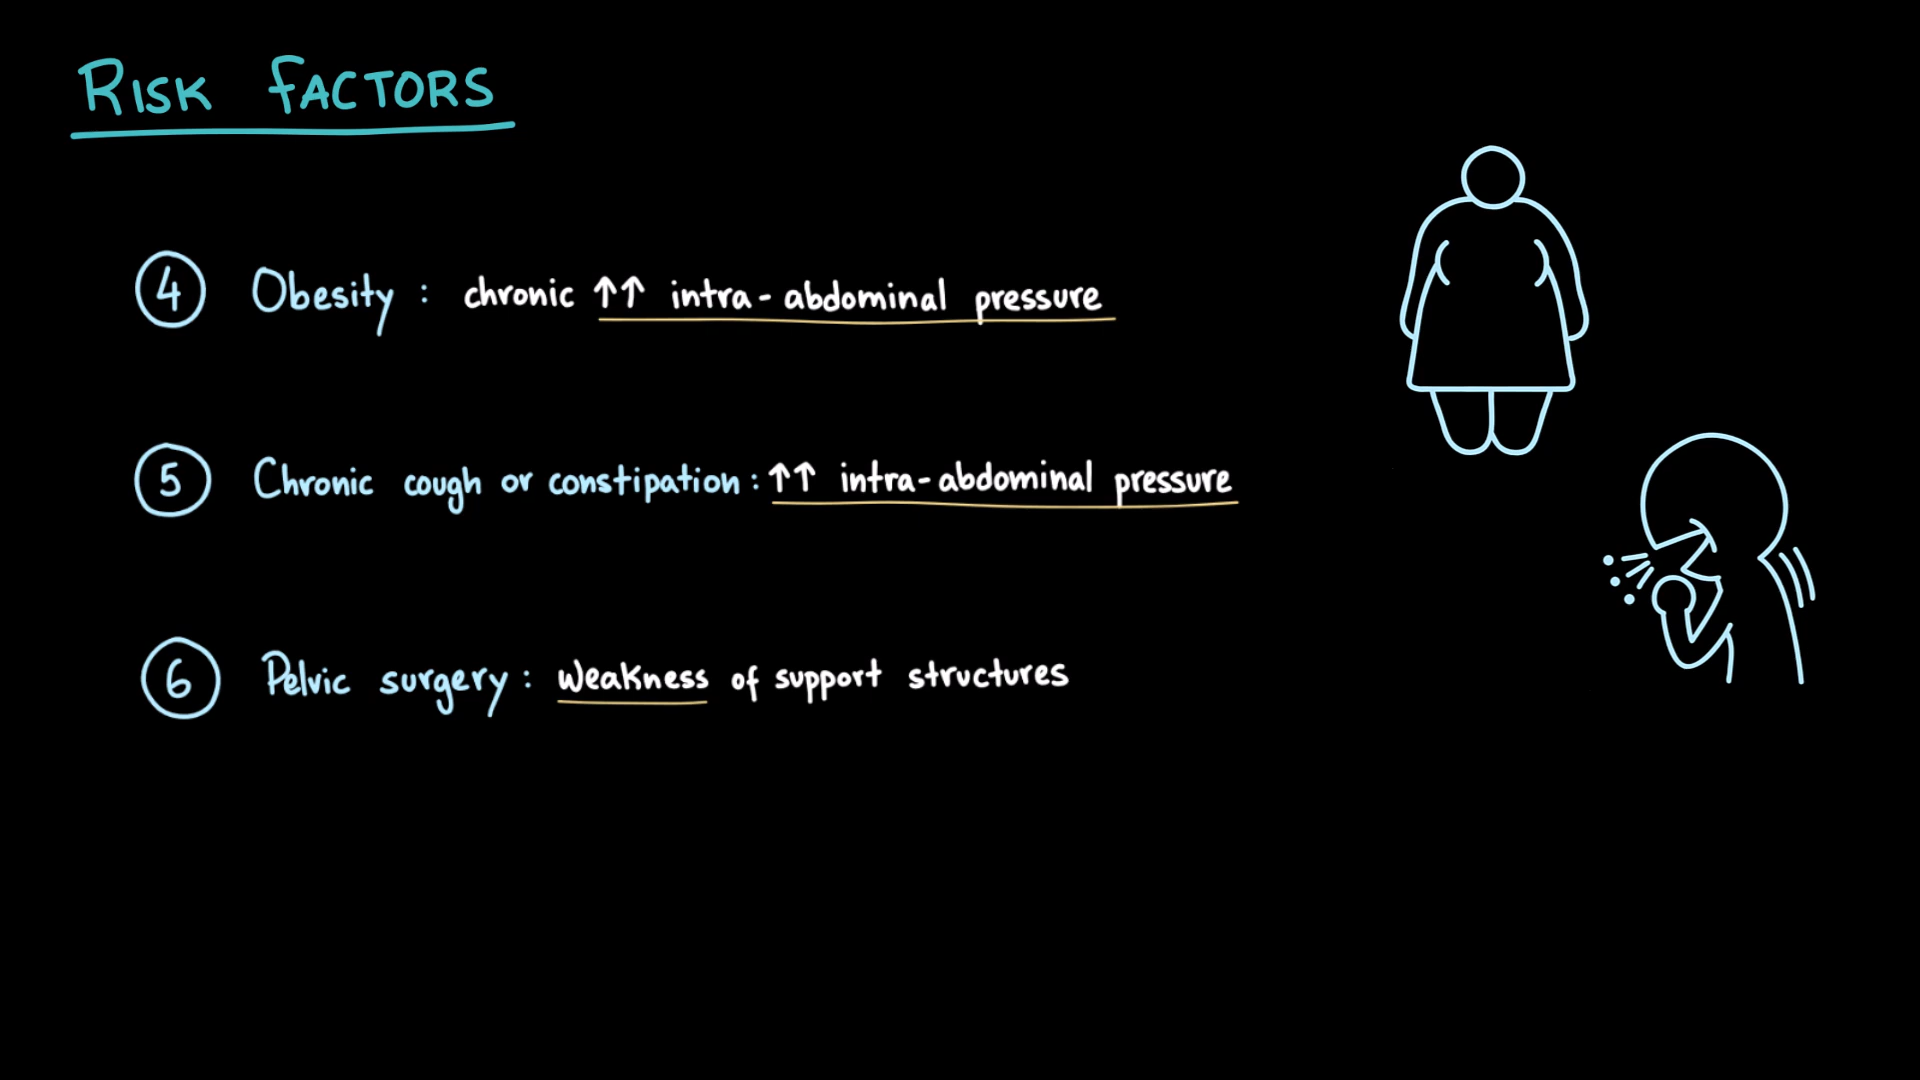 RISK FACTORS
4 Obesity : chronic ↑↑ intra-abdominal pressure
5 Chronic cough or constipation : ↑↑ intra-abdominal pressure
6 Pelvic surgery : weakness of support structures